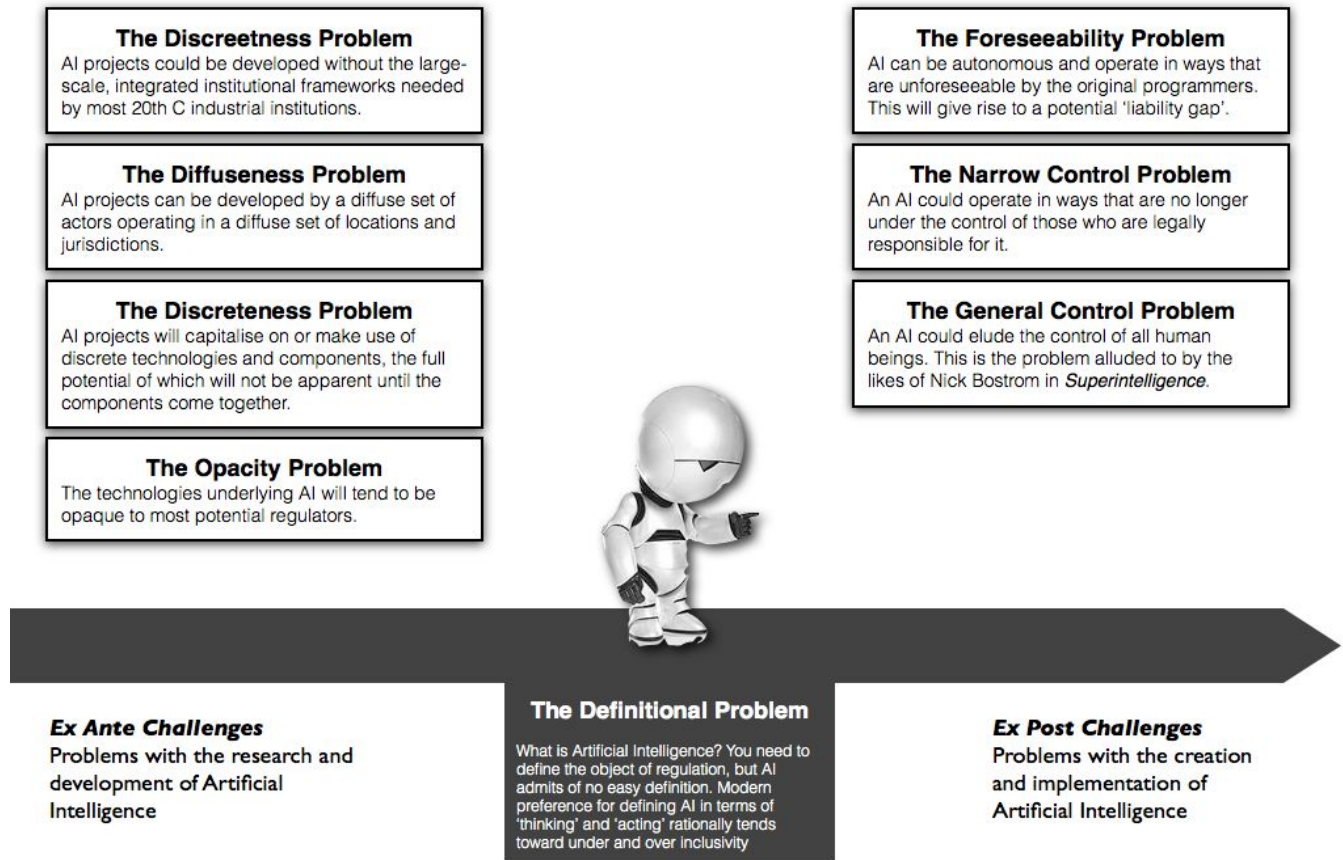 The Discreetness Problem
AI projects could be developed without the large-
scale, integrated institutional frameworks needed
by most 20th C industrial institutions.
The Diffuseness Problem
AI projects can be developed by a diffuse set of
actors operating in a diffuse set of locations and
jurisdictions.
The Discreteness Problem
AI projects will capitalise on or make use of
discrete technologies and components, the full
potential of which will not be apparent until the
components come together.
The Opacity Problem
The technologies underlying AI will tend to be
opaque to most potential regulators.
The Foreseeability Problem
AI can be autonomous and operate in ways that
are unforeseeable by the original programmers.
This will give rise to a potential ‘liability gap’.
The Narrow Control Problem
An AI could operate in ways that are no longer
under the control of those who are legally
responsible for it.
The General Control Problem
An AI could elude the control of all human
beings. This is the problem alluded to by the
likes of Nick Bostrom in Superintelligence.
Ex Ante Challenges
Problems with the research and
development of Artificial
Intelligence
The Definitional Problem
What is Artificial Intelligence? You need to
define the object of regulation, but AI
admits of no easy definition. Modern
preference for defining AI in terms of
‘thinking’ and ‘acting’ rationally tends
toward under and over inclusivity
Ex Post Challenges
Problems with the creation
and implementation of
Artificial Intelligence